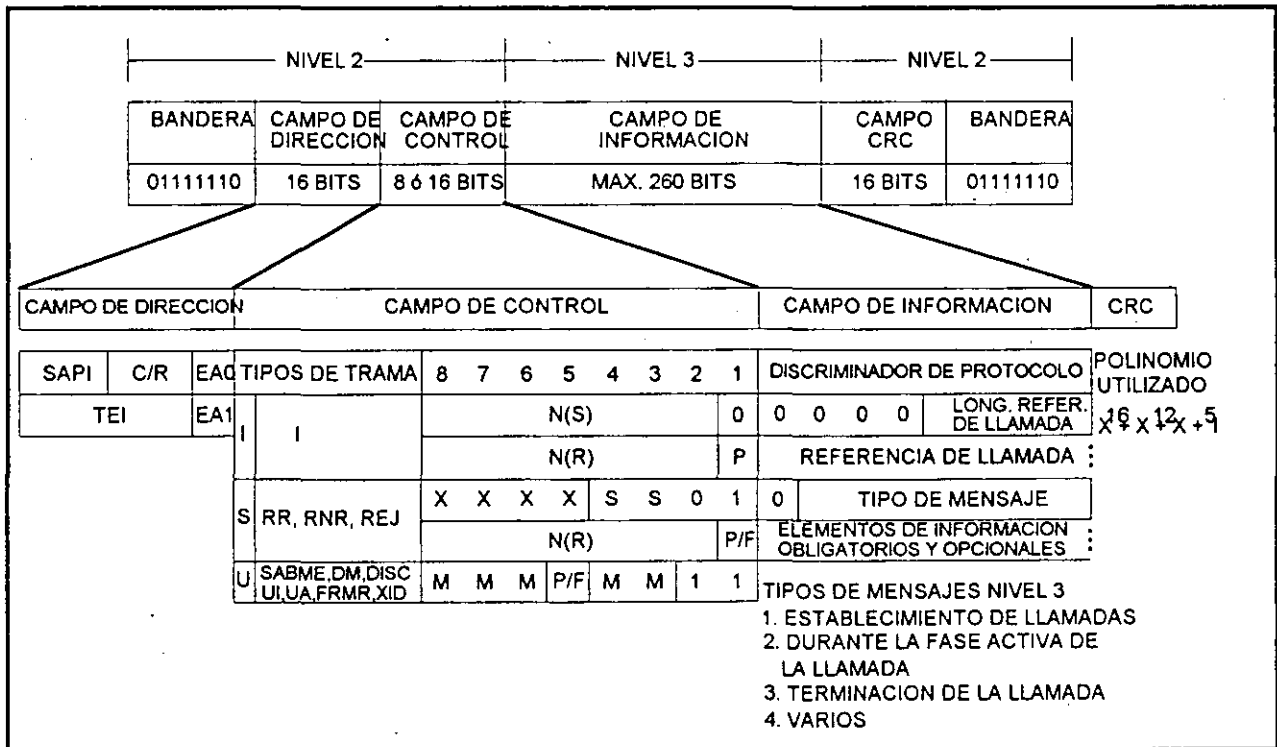 NIVEL 2 NIVEL 3 NIVEL 2
BANDERA CAMPO DE DIRECCION CAMPO DE CONTROL CAMPO DE INFORMACION CAMPO CRC BANDERA
01111110 16 BITS 8 ó 16 BITS MAX. 260 BITS 16 BITS 01111110
CAMPO DE DIRECCION CAMPO DE CONTROL CAMPO DE INFORMACION CRC
SAPI C/R EA0 TIPOS DE TRAMA 8 7 6 5 4 3 2 1 DISCRIMINADOR DE PROTOCOLO POLINOMIO UTILIZADO
TEI EA1 I I N(S) 0 0 0 0 0 LONG. REFER. DE LLAMADA X16 + X12 + X5 + 1
N(R) P REFERENCIA DE LLAMADA :
S RR, RNR, REJ X X X X S S 0 1 0 TIPO DE MENSAJE
N(R) P/F ELEMENTOS DE INFORMACION OBLIGATORIOS Y OPCIONALES :
U SABME,DM,DISC UI,UA,FRMR,XID M M M P/F M M 1 1
TIPOS DE MENSAJES NIVEL 3
1. ESTABLECIMIENTO DE LLAMADAS
2. DURANTE LA FASE ACTIVA DE
LA LLAMADA
3. TERMINACION DE LA LLAMADA
4. VARIOS